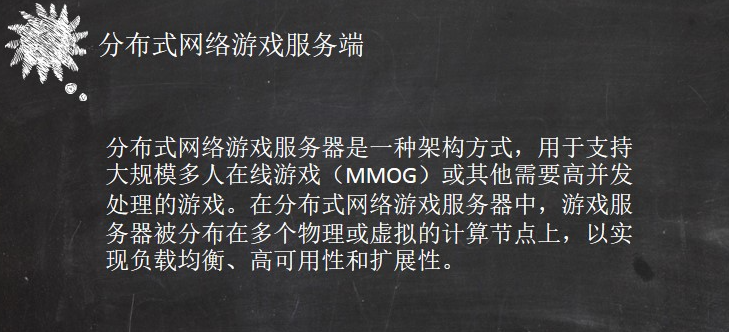 分布式网络游戏服务端
分布式网络游戏服务器是一种架构方式，用于支持
大规模多人在线游戏（MMOG）或其他需要高并发
处理的游戏。在分布式网络游戏服务器中，游戏服
务器被分布在多个物理或虚拟的计算节点上，以实
现负载均衡、高可用性和扩展性。